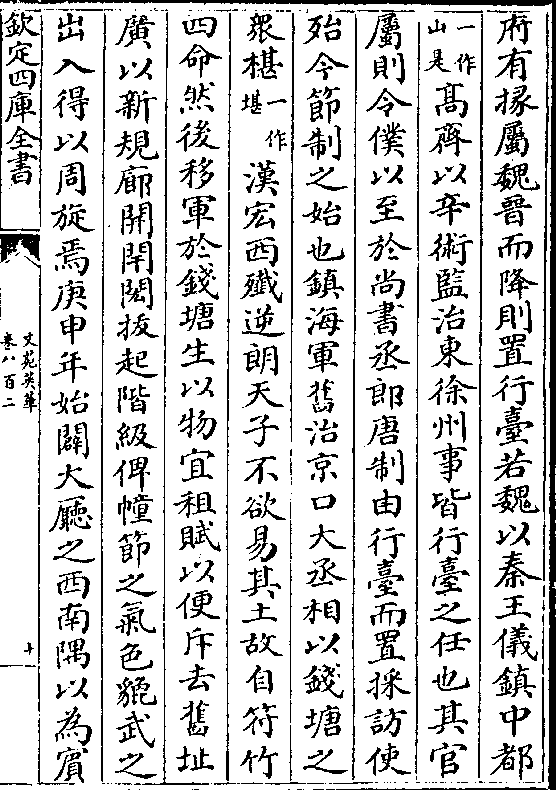 府有掾屬魏晉而降則置行臺若魏以秦王儀鎮中都
一作山是髙齊以辛術監治東徐州事皆行臺之任也其官
屬則令僕以至於尚書丞郎唐制由行臺而置採訪使
始今節制之始也鎮海軍舊治京口大丞相以錢塘之
眾椹一作堪漢宏西殲逆朗天子不欲易其土故自符竹
四命然後移軍於錢塘生以物宜租賦以便斥去舊址
廣以新規廊開閈閎拔起階級俾幢節之氣色貔武之
出入得以周旋焉庚申年始闢大廳之西南隅以為賓
欽定四庫全書
文苑英華
卷八百二
十